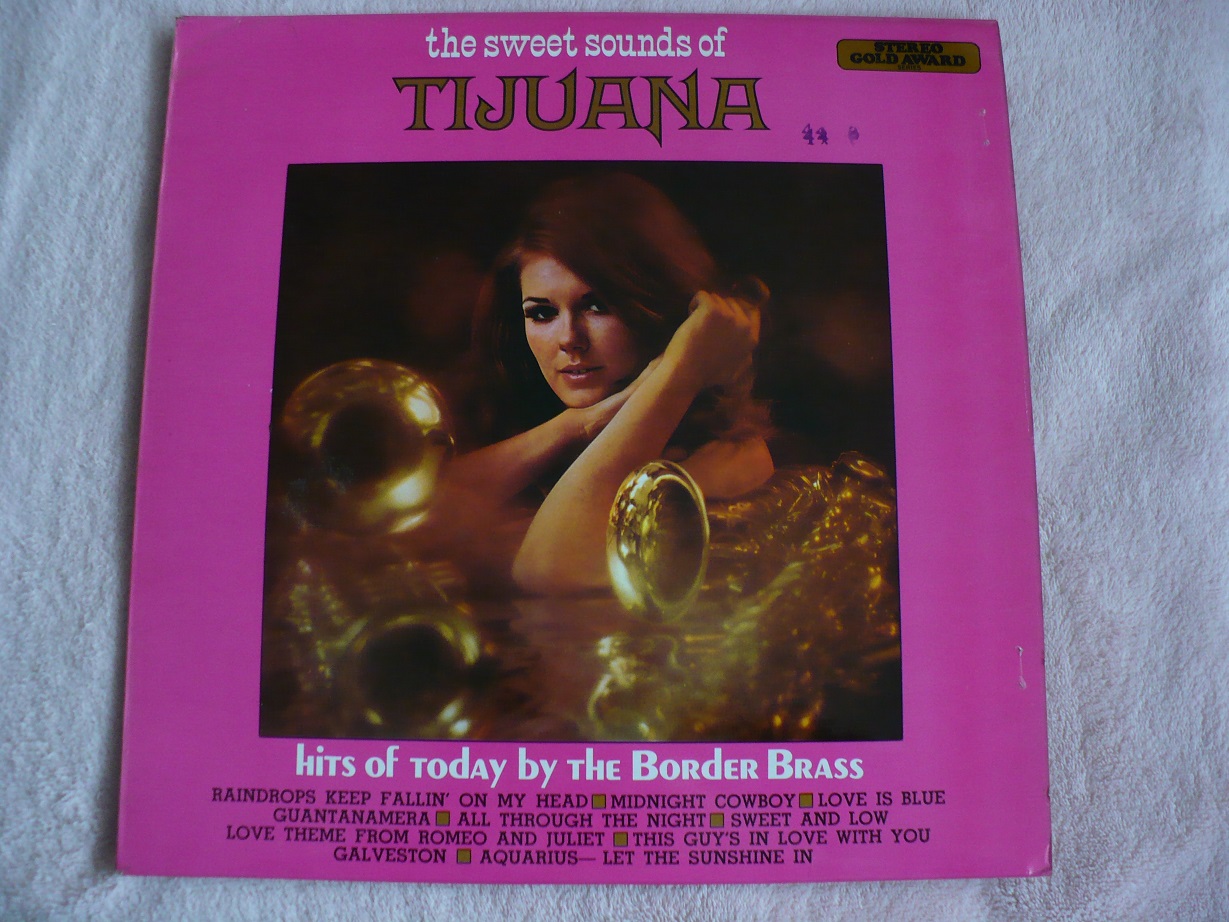 the sweet sounds of
TIJUANA
STEREO
GOLD AWARD
SERIES
44
hits of today by the Border Brass
RAINDROPS KEEP FALLIN' ON MY HEAD ■ MIDNIGHT COWBOY ■ LOVE IS BLUE
GUANTANAMERA ■ ALL THROUGH THE NIGHT ■ SWEET AND LOW
LOVE THEME FROM ROMEO AND JULIET ■ THIS GUY'S IN LOVE WITH YOU
GALVESTON ■ AQUARIUS— LET THE SUNSHINE IN